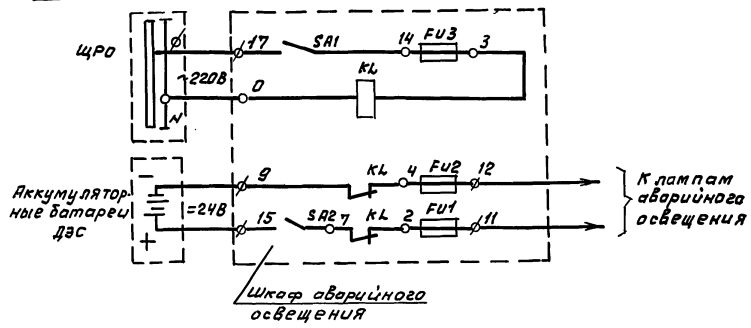 ЩРО
Ø
~220В
N
17
SA1
14
FU3
3
0
KL
Аккумулятор-
ные батареи
ДЭС
-
+
=24В
9
KL
4
FU2
12
15
SA2
7
KL
2
FU1
11
К лампам
аварийного
освещения
Шкаф аварийного
освещения